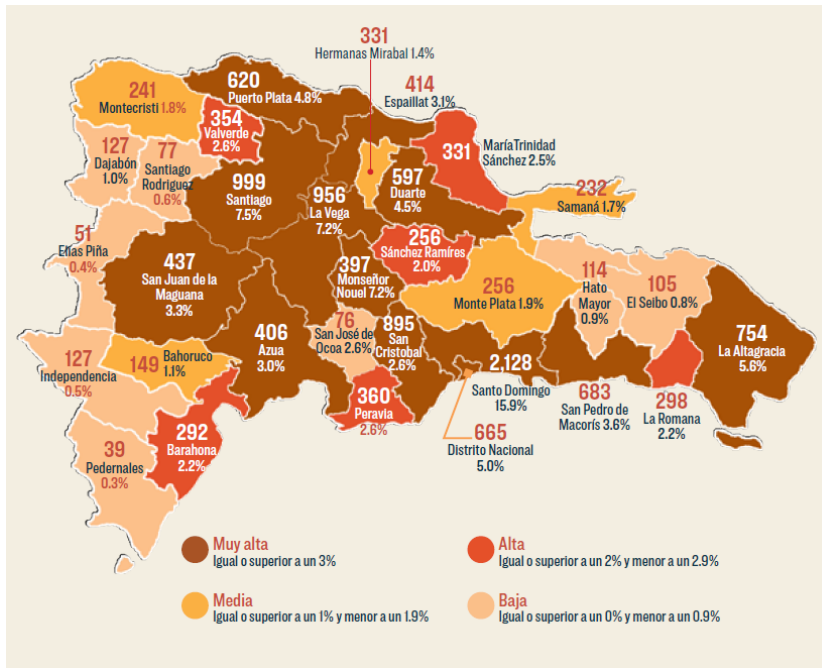 331
Hermanas Mirabal 1.4%
620
Puerto Plata 4.8%
414
Espaillat 3.1%
241
Montecristi 1.8%
354
Valverde
2.6%
331
María Trinidad
Sánchez 2.5%
127
Dajabón
1.0%
77
Santiago
Rodriguez
0.6%
999
Santiago
7.5%
956
La Vega
7.2%
597
Duarte
4.5%
232
Samaná 1.7%
51
Elías Piña
0.4%
437
San Juan de la
Maguana
3.3%
397
Monseñor
Nouel 7.2%
256
Sánchez Ramíres
2.0%
256
Monte Plata 1.9%
114
Hato
Mayor
0.9%
105
El Seibo 0.8%
754
La Altagracia
5.6%
127
Independencia
0.5%
149
Bahoruco
1.1%
406
Azua
3.0%
76
San José de
Ocoa 2.6%
895
San
Cristobal
2.6%
2,128
Santo Domingo
15.9%
683
San Pedro de
Macorís 3.6%
298
La Romana
2.2%
360
Peravia
2.6%
665
Distrito Nacional
5.0%
292
Barahona
2.2%
39
Pedernales
0.3%
Muy alta
Igual o superior a un 3%
Alta
Igual o superior a un 2% y menor a un 2.9%
Media
Igual o superior a un 1% y menor a un 1.9%
Baja
Igual o superior a un 0% y menor a un 0.9%